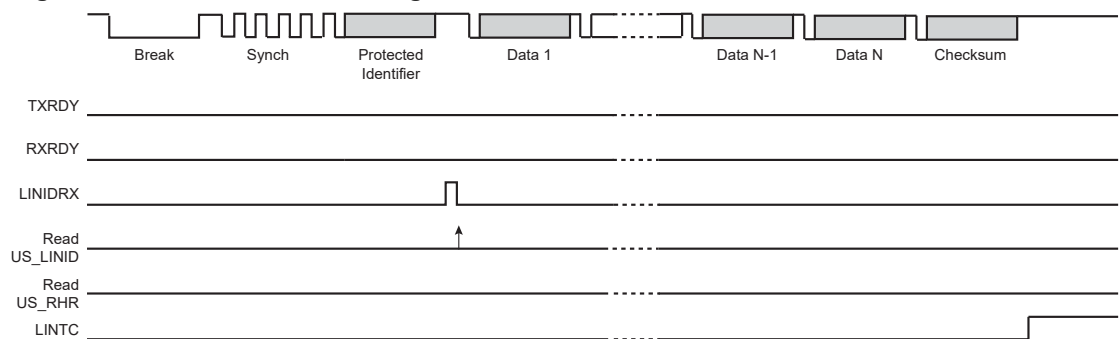 Break
Synch
Protected
Identifier
Data 1
Data N-1
Data N
Checksum
TXRDY
RXRDY
LINIDRX
Read
US_LINID
Read
US_RHR
LINTC